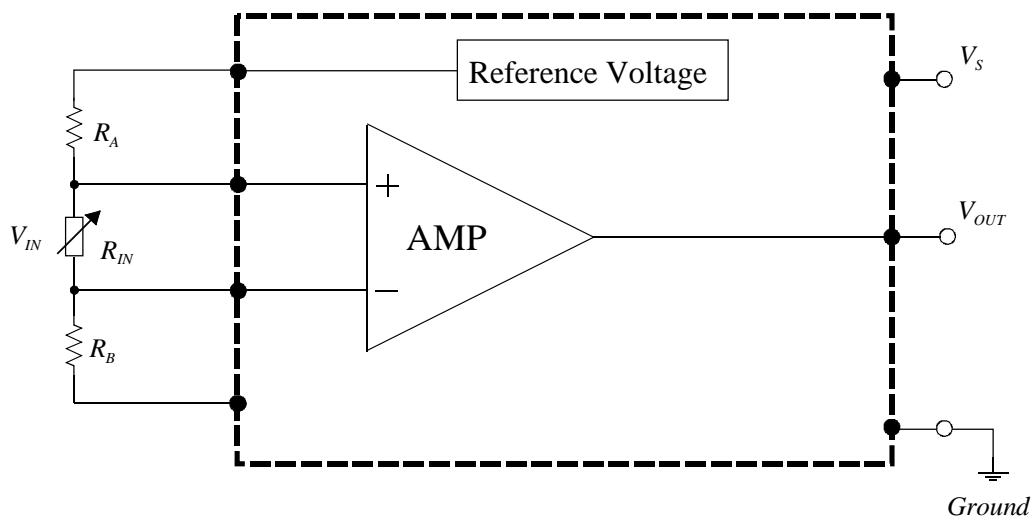 Reference Voltage
V_S
R_A
+
AMP
V_OUT
V_IN
R_IN
−
R_B
Ground